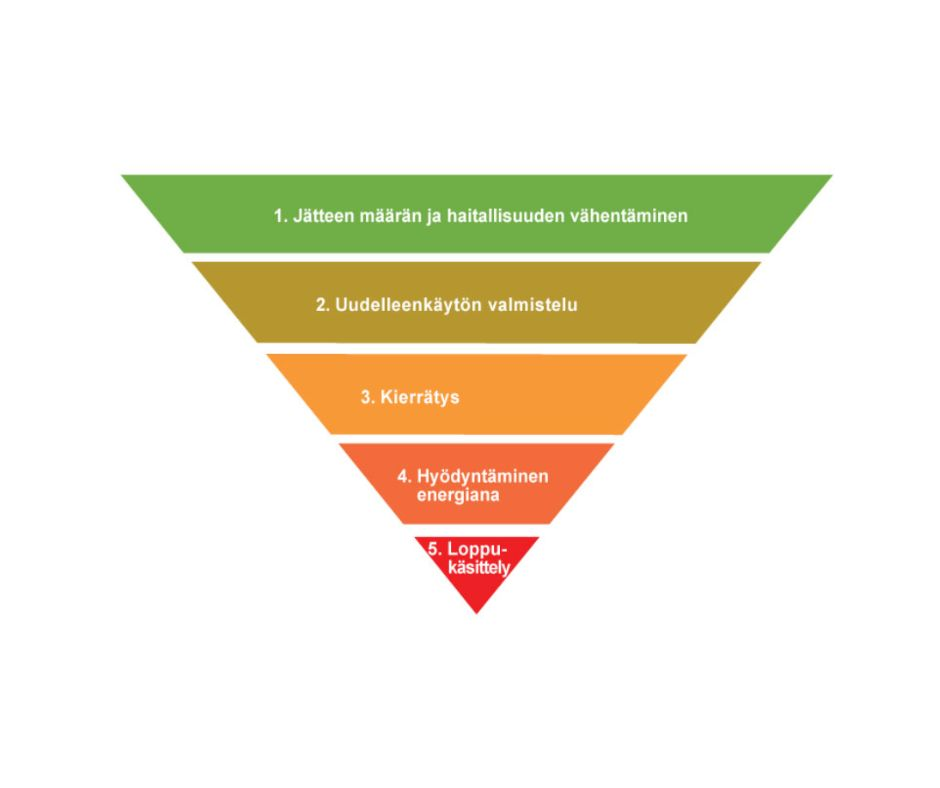 1. Jätteen määrän ja haitallisuuden vähentäminen
2. Uudelleenkäytön valmistelu
3. Kierrätys
4. Hyödyntäminen
energiana
5. Loppu-
käsittely